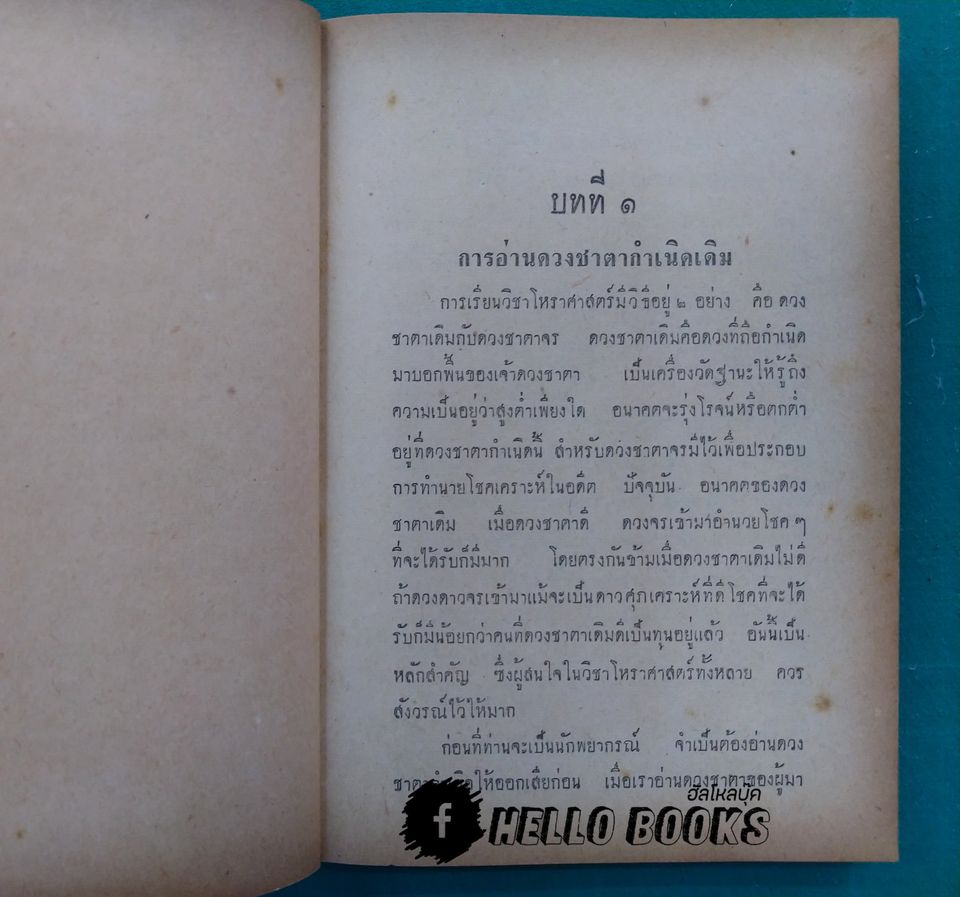 บทที่ ๑
การอ่านดวงชาตากำเนิดเดิม
การเรียนวิชาโหราศาสตร์มีวิธีอยู่ ๒ อย่าง คือ ดวง
ชาตาเดิมกับดวงชาตาจร ดวงชาตาเดิมคือดวงที่ถือกำเนิด
มาบอกพื้นของเจ้าดวงชาตา เป็นเครื่องวัดฐานะให้รู้ถึง
ความเป็นอยู่ว่าสูงต่ำเพียงใด อนาคตจะรุ่งโรจน์หรือตกต่ำ
อยู่ที่ดวงชาตากำเนิดนี้ สำหรับดวงชาตาจรมีไว้เพื่อประกอบ
การทำนายโชคเคราะห์ในอดีต ปัจจุบัน อนาคตของดวง
ชาตาเดิม เมื่อดวงชาตาดี ดวงจรเข้ามาอำนวยโชค ๆ
ที่จะได้รับก็มีมาก โดยตรงกันข้ามเมื่อดวงชาตาเดิมไม่ดี
ถ้าดวงดาวจรเข้ามาแม้จะเป็นดาวศุภเคราะห์ที่ดีโชคที่จะได้
รับก็มีน้อยกว่าคนที่ดวงชาตาเดิมดีเป็นทุนอยู่แล้ว อันนี้เป็น
หลักสำคัญ ซึ่งผู้สนใจในวิชาโหราศาสตร์ทั้งหลาย ควร
สังวรณ์ไว้ให้มาก
ก่อนที่ท่านจะเป็นนักพยากรณ์ จำเป็นต้องอ่านดวง
ให้ออกเสียก่อน เมื่อเราอ่านดวงชาตาของผู้มา
ฮัลโหลบุ๊ค
f HELLO BOOKS